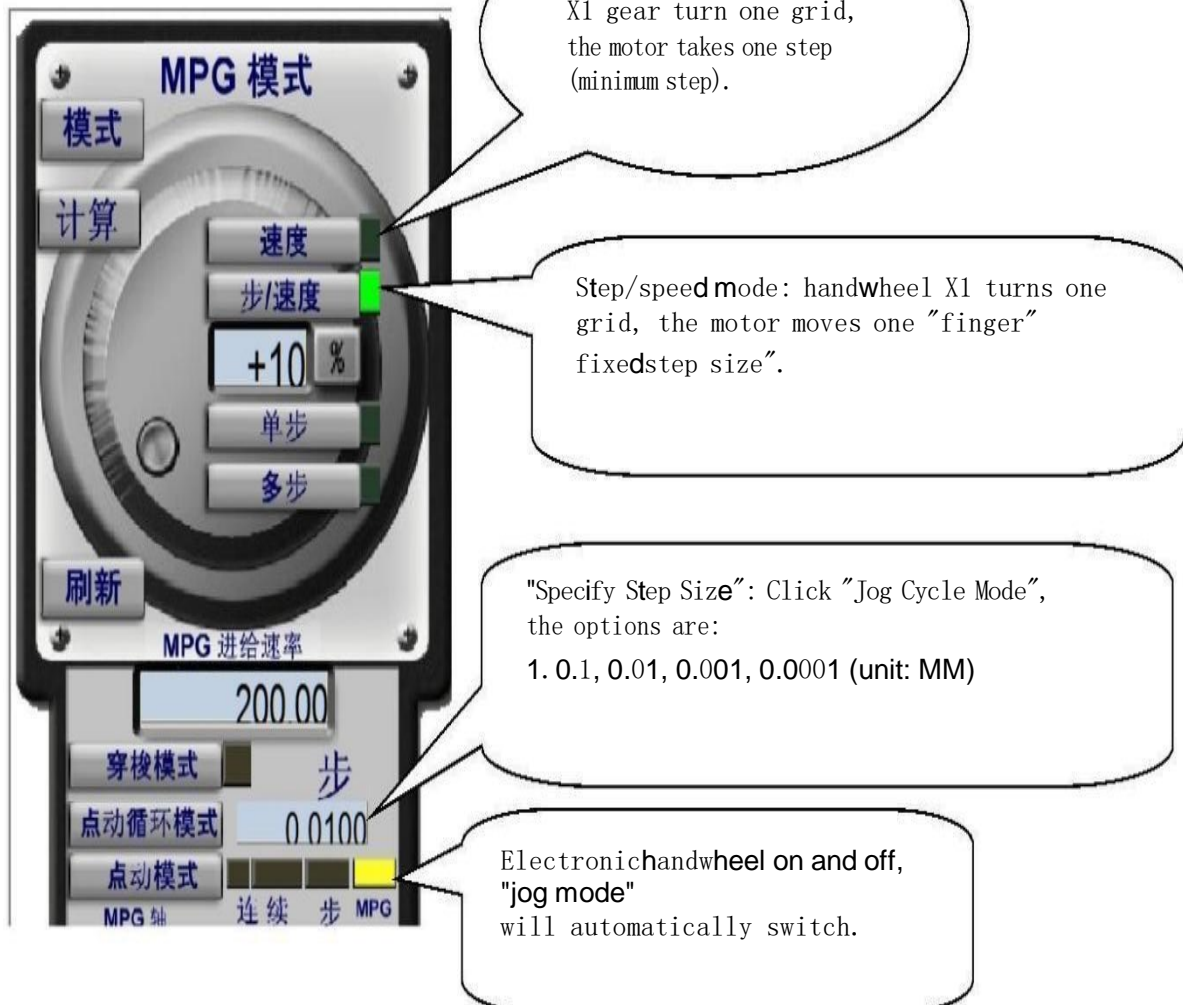 X1 gear turn one grid,
the motor takes one step
(minimum step).
MPG 模式
模式
计算
速度
步/速度
+10 %
单步
多步
刷新
MPG 进给速率
200.00
穿梭模式
步
点动循环模式 0.0100
点动模式
MPG 轴 连续 步 MPG
Step/speed mode: handwheel X1 turns one
grid, the motor moves one "finger"
fixedstep size".
"Specify Step Size": Click "Jog Cycle Mode",
the options are:
1. 0.1, 0.01, 0.001, 0.0001 (unit: MM)
Electronichandwheel on and off,
"jog mode"
will automatically switch.